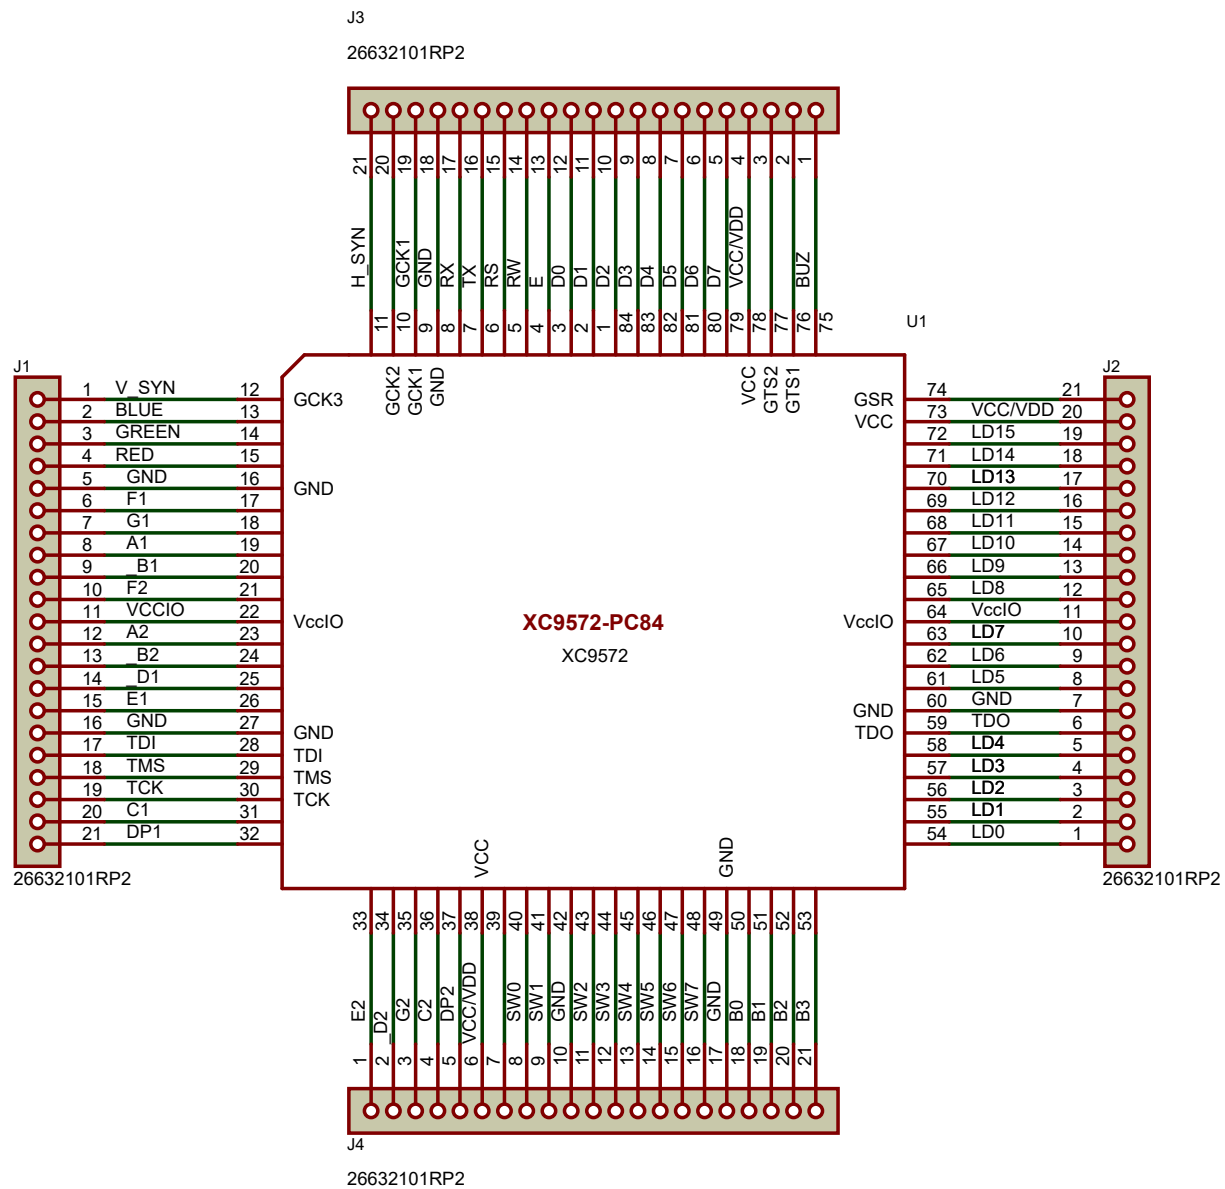 J3
26632101RP2
21 20 19 18 17 16 15 14 13 12 11 10 9 8 7 6 5 4 3 2 1
H_SYN GCK1 GND RX TX RS RW E D0 D1 D2 D3 D4 D5 D6 D7 VCC/VDD BUZ
11 10 9 8 7 6 5 4 3 2 1 84 83 82 81 80 79 78 77 76 75
U1
GCK2 GCK1 GND VCC GTS2 GTS1
J1
J2
1 V_SYN 12 GCK3
2 BLUE 13
3 GREEN 14
4 RED 15
5 GND 16 GND
6 F1 17
7 G1 18
8 A1 19
9 _B1 20
10 F2 21
11 VCCIO 22 VccIO
12 A2 23
13 _B2 24
14 _D1 25
15 E1 26
16 GND 27 GND
17 TDI 28 TDI
18 TMS 29 TMS
19 TCK 30 TCK
20 C1 31
21 DP1 32
26632101RP2
XC9572-PC84
XC9572
GSR 74 21
VCC 73 VCC/VDD 20
72 LD15 19
71 LD14 18
70 LD13 17
69 LD12 16
68 LD11 15
67 LD10 14
66 LD9 13
65 LD8 12
VccIO 64 VccIO 11
63 LD7 10
62 LD6 9
61 LD5 8
GND 60 GND 7
TDO 59 TDO 6
58 LD4 5
57 LD3 4
56 LD2 3
55 LD1 2
54 LD0 1
26632101RP2
VCC GND
33 34 35 36 37 38 39 40 41 42 43 44 45 46 47 48 49 50 51 52 53
E2 _D2 G2 C2 DP2 VCC/VDD SW0 SW1 GND SW2 SW3 SW4 SW5 SW6 SW7 GND B0 B1 B2 B3
1 2 3 4 5 6 7 8 9 10 11 12 13 14 15 16 17 18 19 20 21
J4
26632101RP2